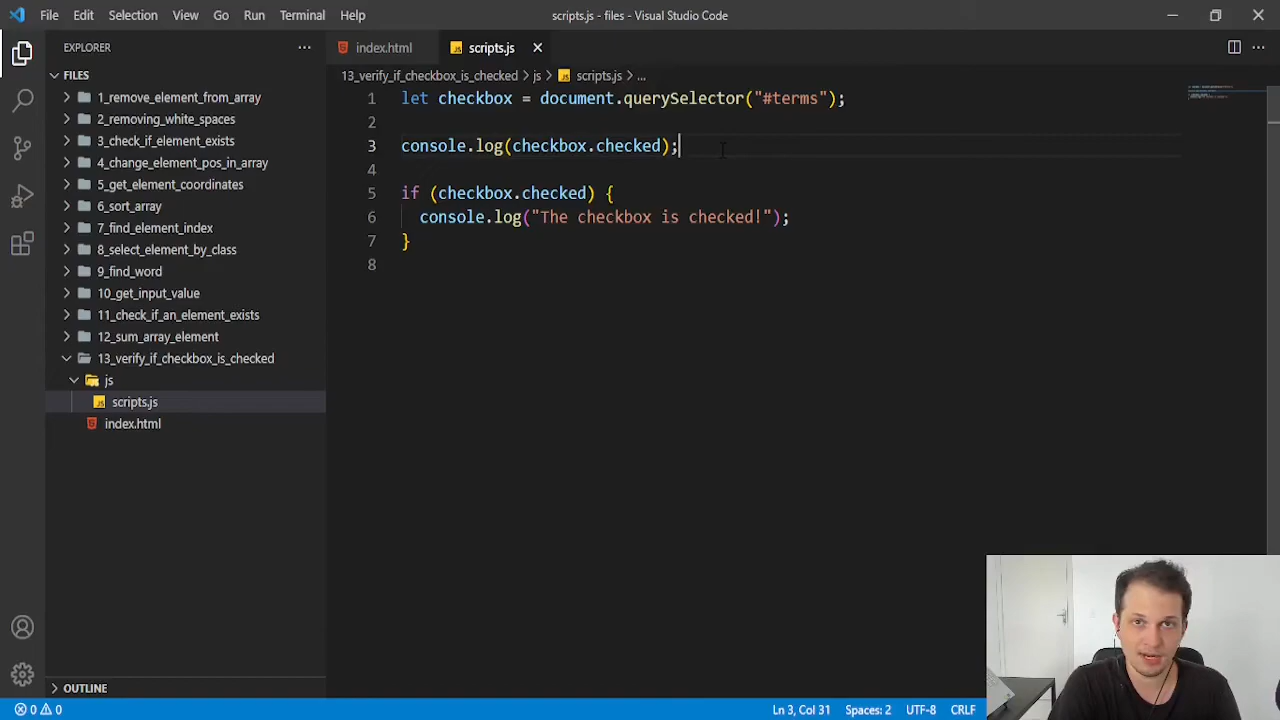 File Edit Selection View Go Run Terminal Help
scripts.js - files - Visual Studio Code
EXPLORER
FILES
1_remove_element_from_array
2_removing_white_spaces
3_check_if_element_exists
4_change_element_pos_in_array
5_get_element_coordinates
6_sort_array
7_find_element_index
8_select_element_by_class
9_find_word
10_get_input_value
11_check_if_an_element_exists
12_sum_array_element
13_verify_if_checkbox_is_checked
js
scripts.js
index.html
OUTLINE
index.html scripts.js
13_verify_if_checkbox_is_checked › js › scripts.js › ...
1 let checkbox = document.querySelector("#terms");
2
3 console.log(checkbox.checked);
4
5 if (checkbox.checked) {
6 console.log("The checkbox is checked!");
7 }
8
0 0 Ln 3, Col 31 Spaces: 2 UTF-8 CRLF